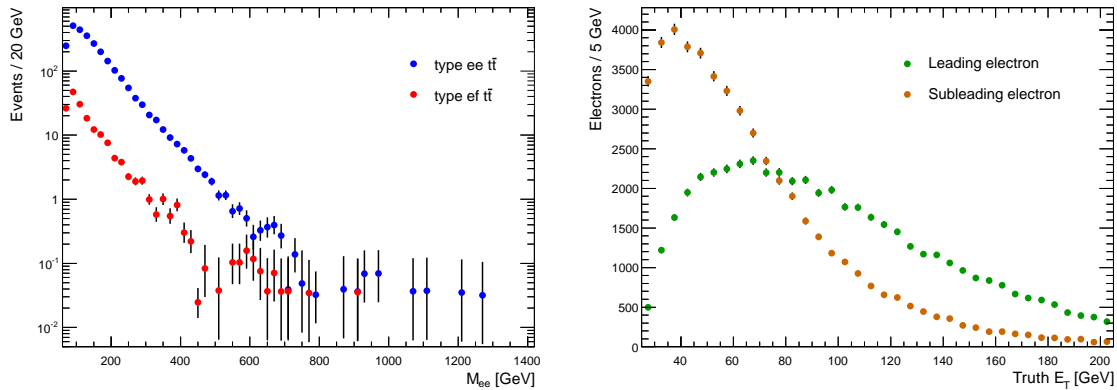 Events / 20 GeV
10²
10
1
10⁻¹
10⁻²
type ee tt̄
type ef tt̄
200 400 600 800 1000 1200 1400
M_ee [GeV]
Electrons / 5 GeV
4000
3500
3000
2500
2000
1500
1000
500
0
Leading electron
Subleading electron
40 60 80 100 120 140 160 180 200
Truth E_T [GeV]